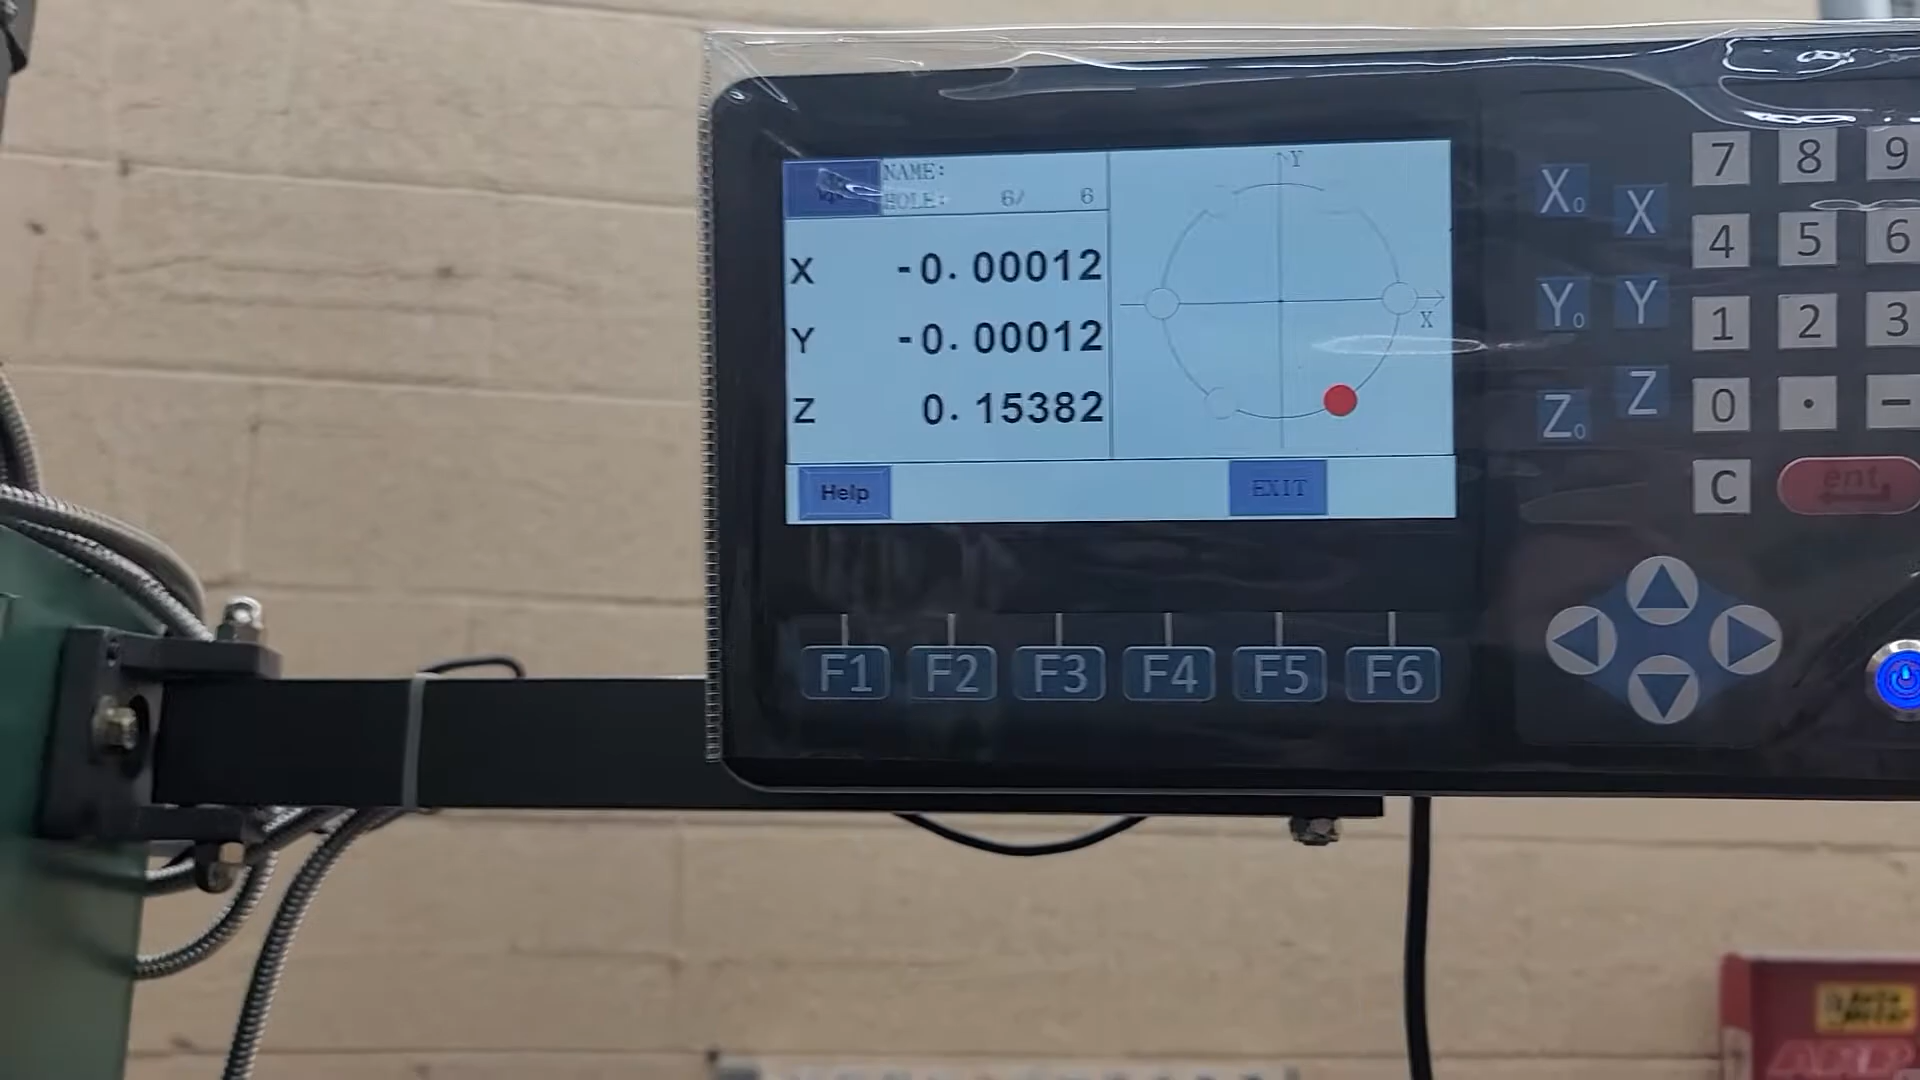 NAME:
HOLE: 6/ 6
X -0.00012
Y -0.00012
Z 0.15382
Y
X
Help
EXIT
F1 F2 F3 F4 F5 F6
X₀ X
Y₀ Y
Z₀ Z
7 8 9
4 5 6
1 2 3
0 . -
C ent